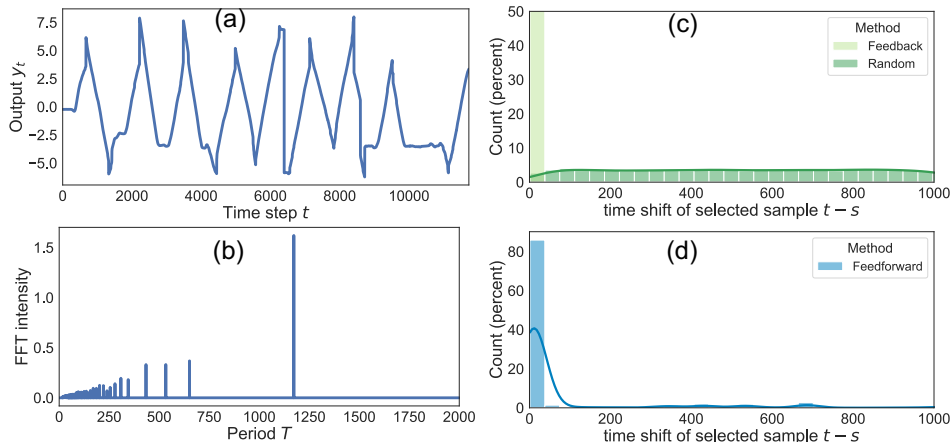 (a)
7.5
5.0
2.5
0.0
−2.5
−5.0
Output y_t
0 2000 4000 6000 8000 10000
Time step t
(b)
1.5
1.0
0.5
0.0
FFT intensity
0 250 500 750 1000 1250 1500 1750 2000
Period T
(c)
Method
Feedback
Random
50
40
30
20
10
0
Count (percent)
0 200 400 600 800 1000
time shift of selected sample t − s
(d)
Method
Feedforward
80
60
40
20
0
Count (percent)
0 200 400 600 800 1000
time shift of selected sample t − s